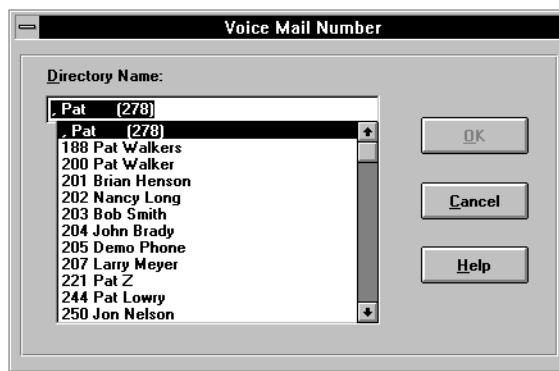 Voice Mail Number
Directory Name:
, Pat (278)
, Pat (278)
188 Pat Walkers
200 Pat Walker
201 Brian Henson
202 Nancy Long
203 Bob Smith
204 John Brady
205 Demo Phone
207 Larry Meyer
221 Pat Z
244 Pat Lowry
250 Jon Nelson
OK
Cancel
Help